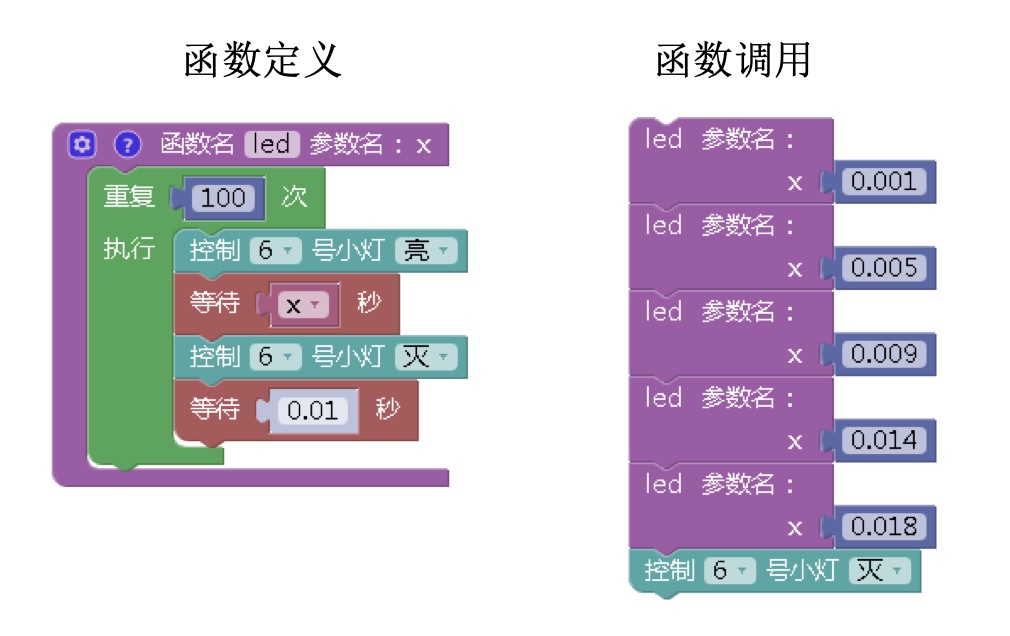 函数定义
函数名 led 参数名：x
重复 100 次
执行 控制 6 号小灯 亮
等待 x 秒
控制 6 号小灯 灭
等待 0.01 秒
函数调用
led 参数名：
x 0.001
led 参数名：
x 0.005
led 参数名：
x 0.009
led 参数名：
x 0.014
led 参数名：
x 0.018
控制 6 号小灯 灭